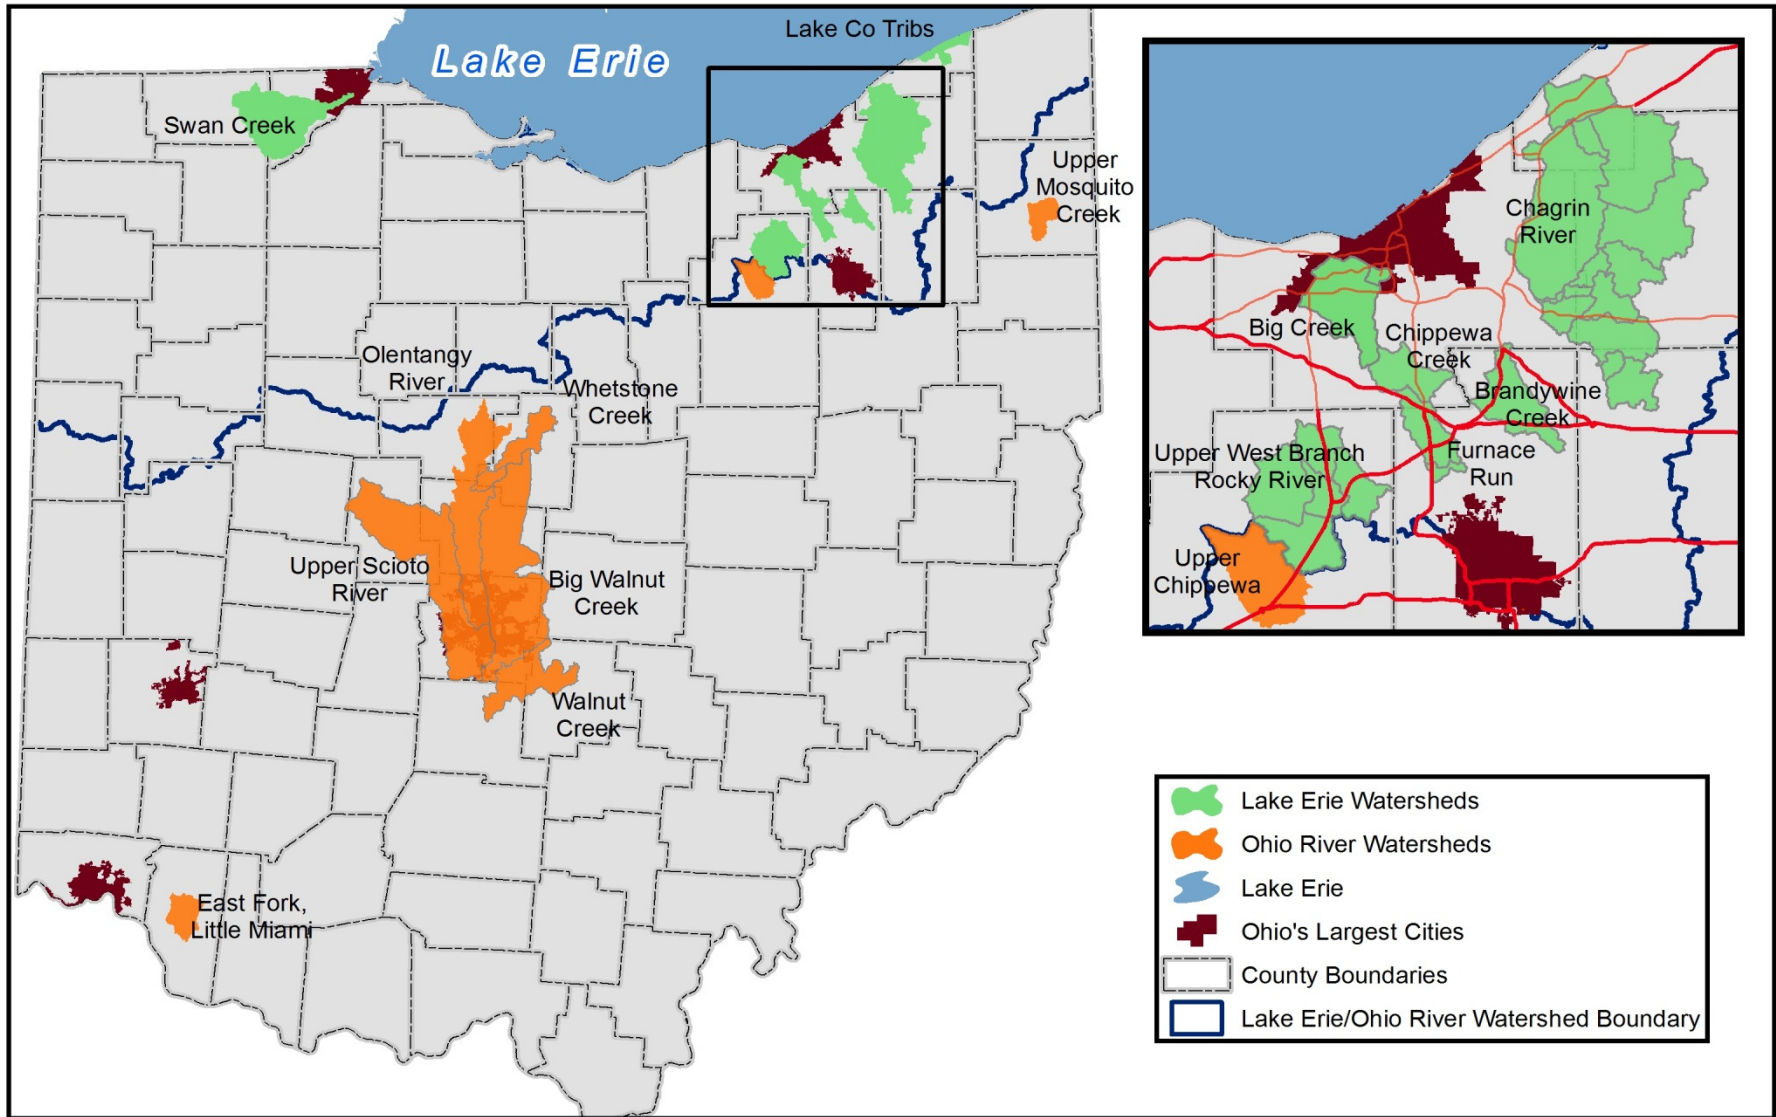 Lake Co Tribs
Lake Erie
Swan Creek
Upper
Mosquito
Creek
Olentangy
River
Whetstone
Creek
Upper Scioto
River
Big Walnut
Creek
Walnut
Creek
East Fork,
Little Miami
Chagrin
River
Big Creek
Chippewa
Creek
Brandywine
Creek
Upper West Branch
Rocky River
Furnace
Run
Upper
Chippewa
Lake Erie Watersheds
Ohio River Watersheds
Lake Erie
Ohio's Largest Cities
County Boundaries
Lake Erie/Ohio River Watershed Boundary